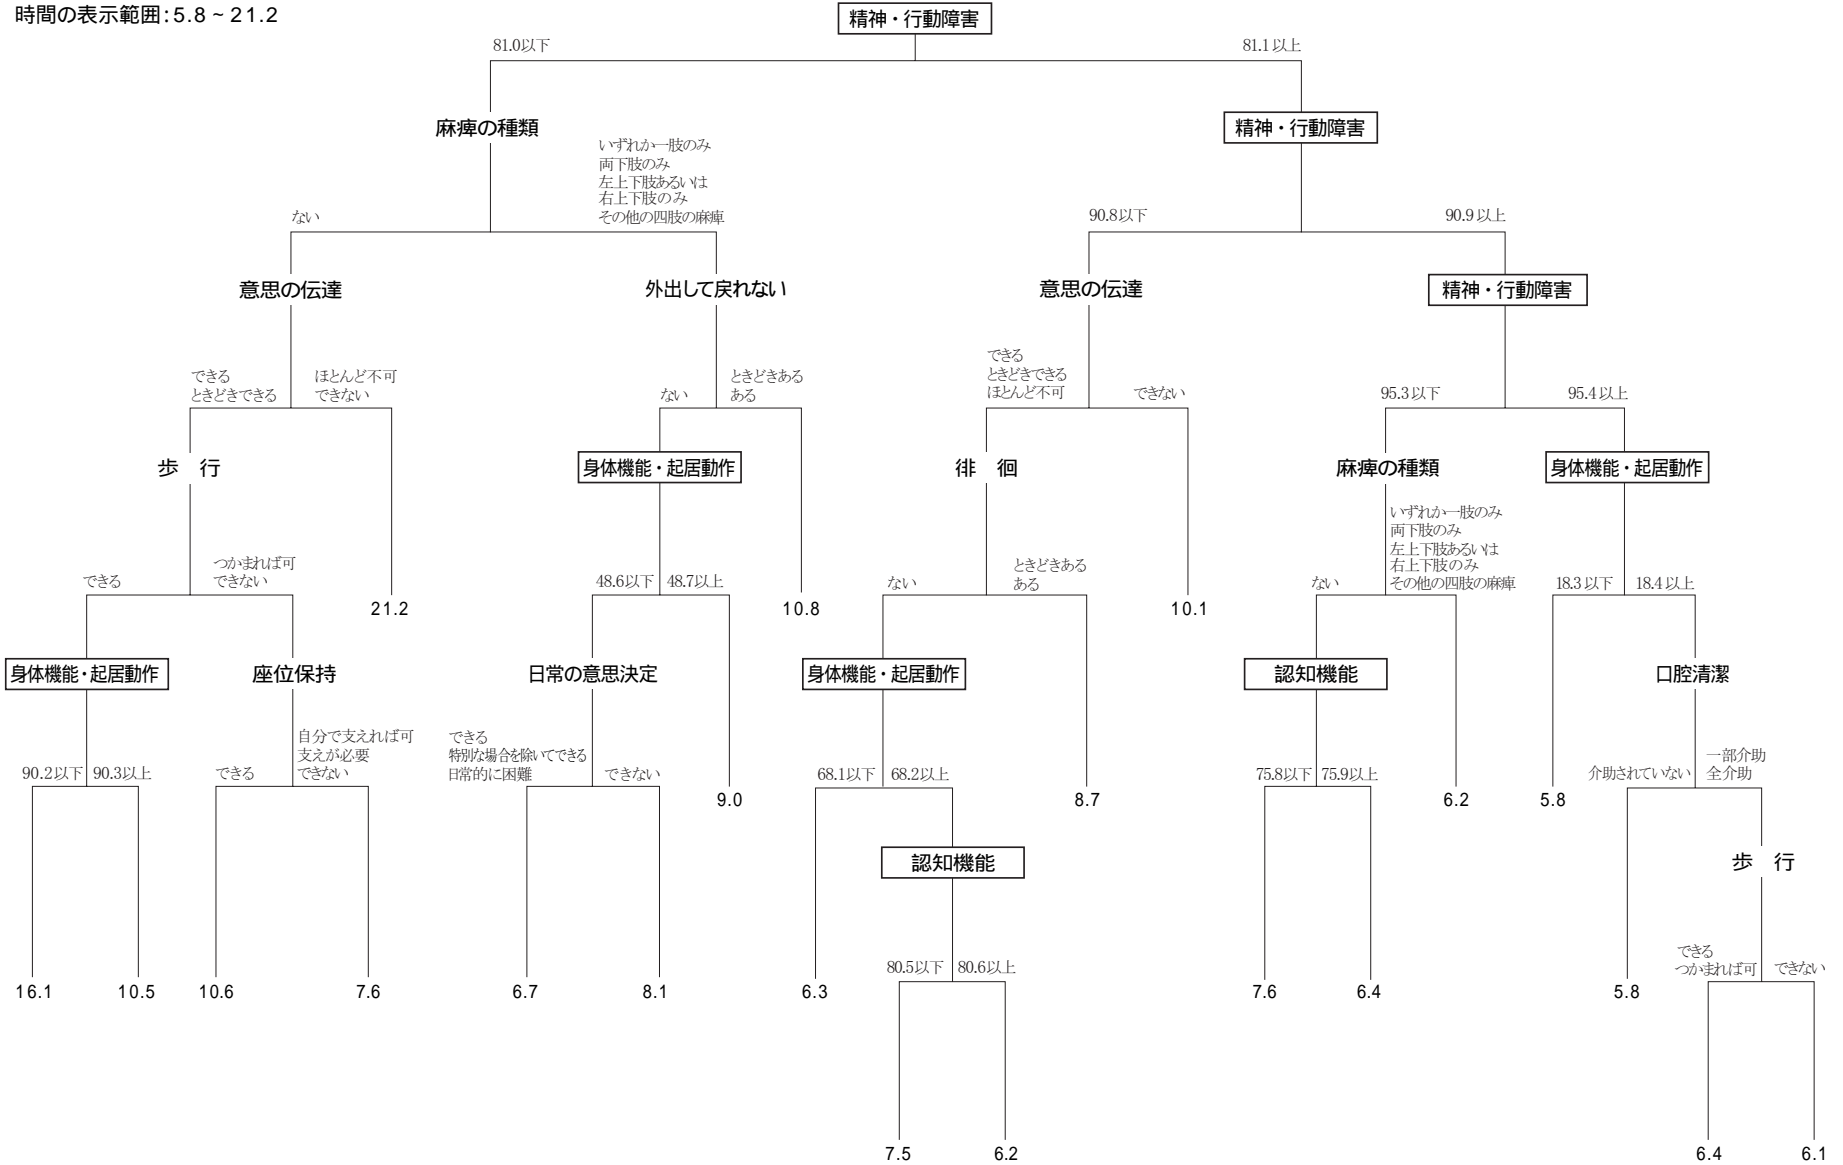 時間の表示範囲:5.8 ~ 21.2
精神・行動障害
81.0以下
81.1以上
麻痺の種類
精神・行動障害
いずれか一肢のみ
両下肢のみ
左上下肢あるいは
右上下肢のみ
その他の四肢の麻痺
ない
90.8以下
90.9以上
意思の伝達
外出して戻れない
意思の伝達
精神・行動障害
できる
ときどきできる
ほとんど不可
できない
ない
ときどきある
ある
できる
ときどきできる
ほとんど不可
できない
95.3以下
95.4以上
歩 行
身体機能・起居動作
徘 徊
麻痺の種類
身体機能・起居動作
できる
つかまれば可
できない
21.2
48.6以下
48.7以上
10.8
ない
ときどきある
ある
10.1
ない
いずれか一肢のみ
両下肢のみ
左上下肢あるいは
右上下肢のみ
その他の四肢の麻痺
18.3以下
18.4以上
身体機能・起居動作
座位保持
日常の意思決定
身体機能・起居動作
認知機能
口腔清潔
90.2以下
90.3以上
できる
自分で支えれば可
支えが必要
できない
できる
特別な場合を除いてできる
日常的に困難
できない
9.0
68.1以下
68.2以上
8.7
75.8以下
75.9以上
6.2
5.8
介助されていない
一部介助
全介助
認知機能
歩 行
16.1
10.5
10.6
7.6
6.7
8.1
6.3
80.5以下
80.6以上
7.6
6.4
5.8
できる
つかまれば可
できない
7.5
6.2
6.4
6.1